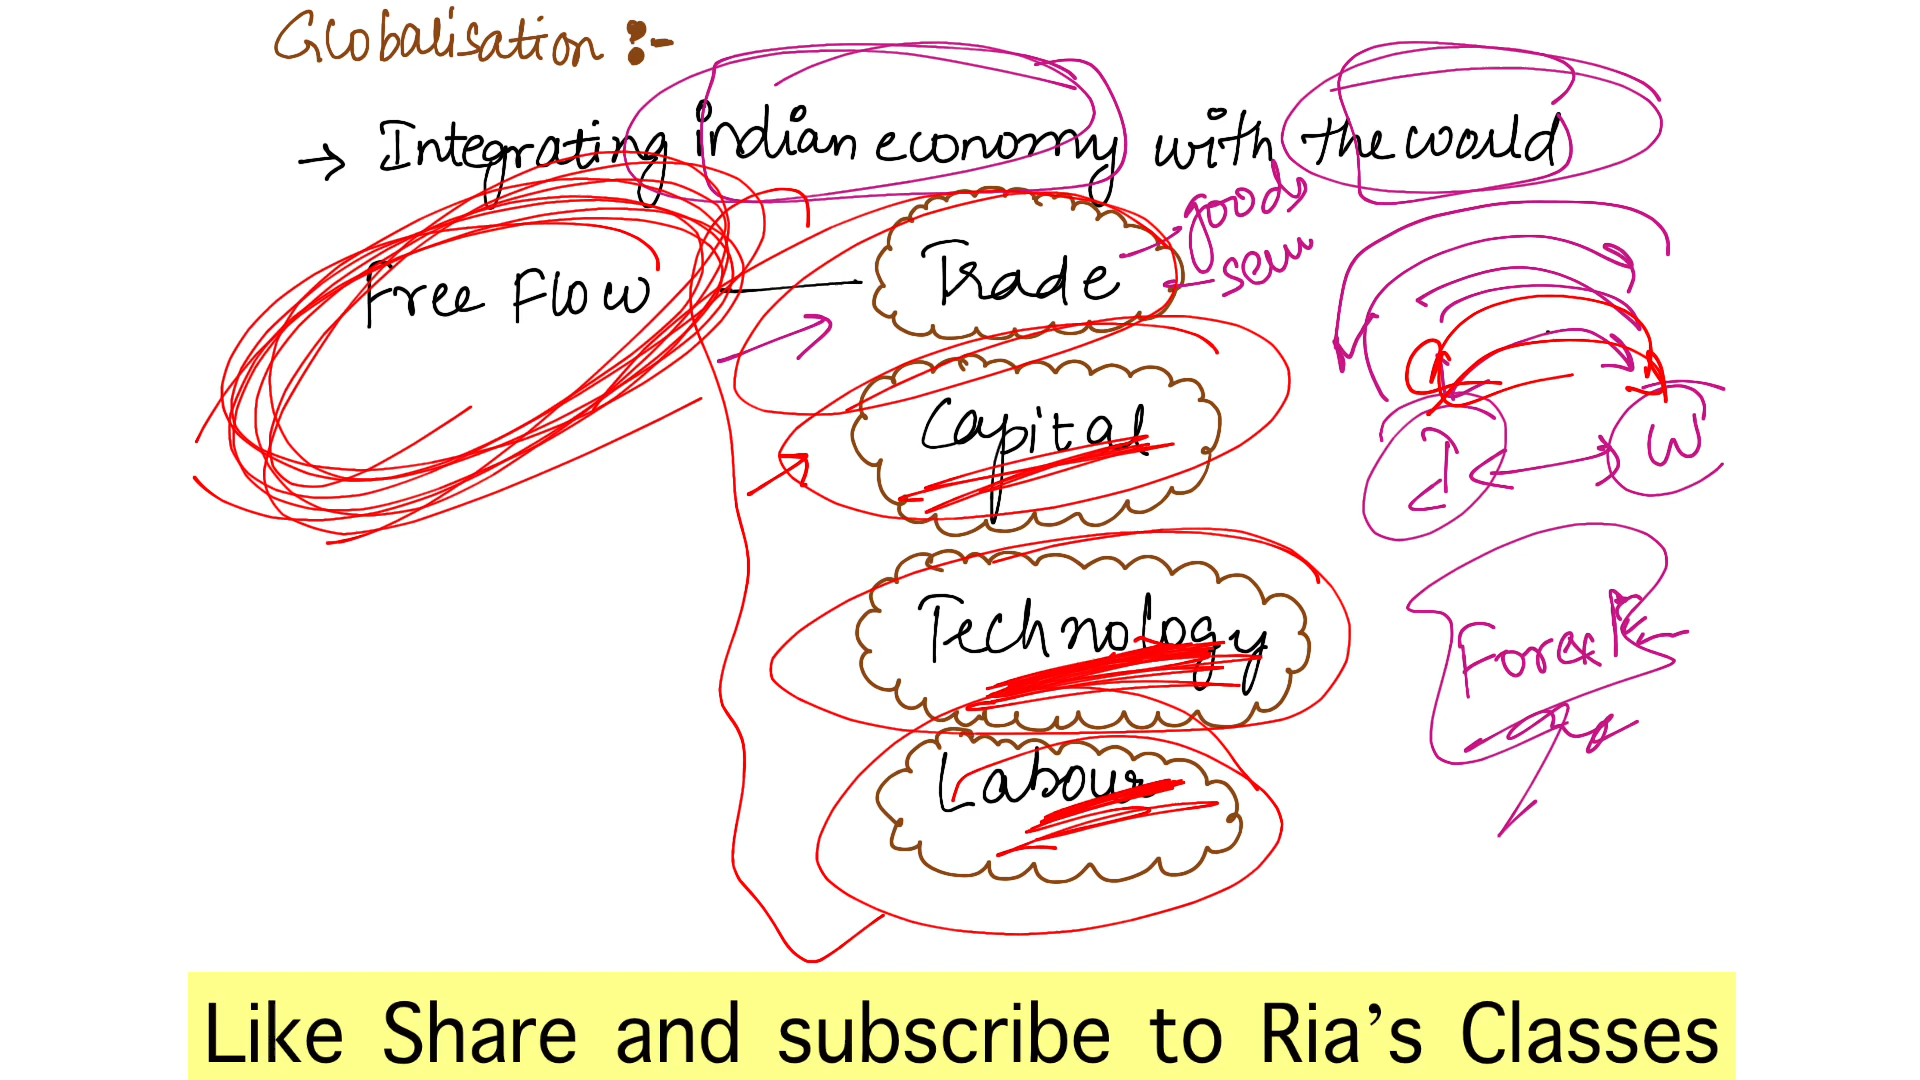 Globalisation :-
→ Integrating indian economy with the world
goods
Free Flow — Trade
Capital
I W
Technology
Forex
Labour
Like Share and subscribe to Ria's Classes